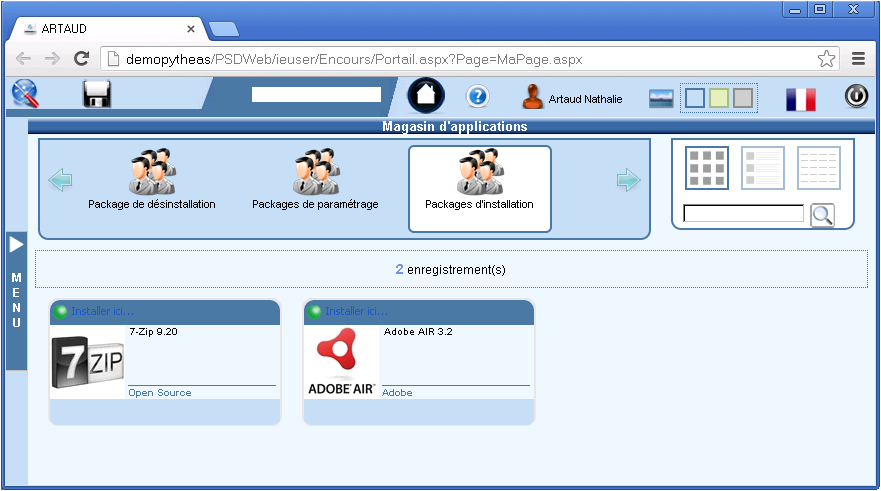 ARTAUD
demopytheas/PSDWeb/ieuser/Encours/Portail.aspx?Page=MaPage.aspx
Artaud Nathalie
Magasin d'applications
Package de désinstallation
Packages de paramétrage
Packages d'installation
2 enregistrement(s)
MENU
Installer ici...
7-Zip 9.20
7ZIP
Open Source
Installer ici...
Adobe AIR 3.2
ADOBE® AIR™
Adobe